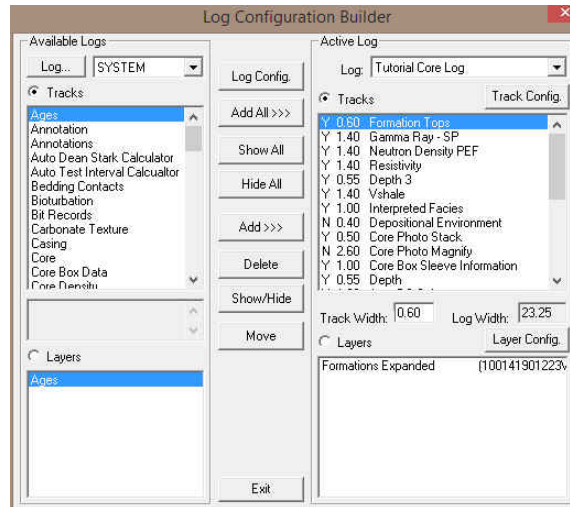 Log Configuration Builder
Available Logs
Log...
SYSTEM
Tracks
Ages
Annotation
Annotations
Auto Dean Stark Calculator
Auto Test Interval Calcualtor
Bedding Contacts
Bioturbation
Bit Records
Carbonate Texture
Casing
Core
Core Box Data
Core Density
Layers
Ages
Log Config.
Add All >>>
Show All
Hide All
Add >>>
Delete
Show/Hide
Move
Exit
Active Log
Log: Tutorial Core Log
Tracks
Track Config.
Y 0.60 Formation Tops
Y 1.40 Gamma Ray - SP
Y 1.40 Neutron Density PEF
Y 1.40 Resistivity
Y 0.55 Depth 3
Y 1.40 Vshale
Y 1.00 Interpreted Facies
N 0.40 Depositional Environment
Y 0.50 Core Photo Stack
N 2.60 Core Photo Magnify
Y 1.00 Core Box Sleeve Information
Y 0.55 Depth
Track Width: 0.60 Log Width: 23.25
Layers
Layer Config.
Formations Expanded (100141901223